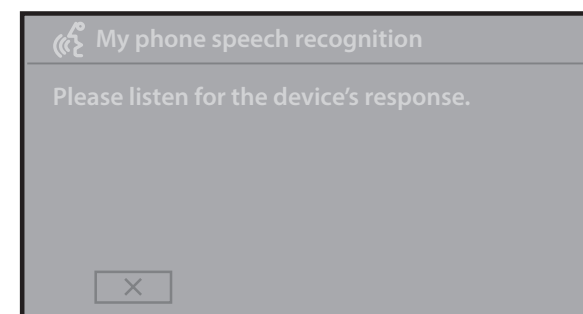 My phone speech recognition
Please listen for the device’s response.